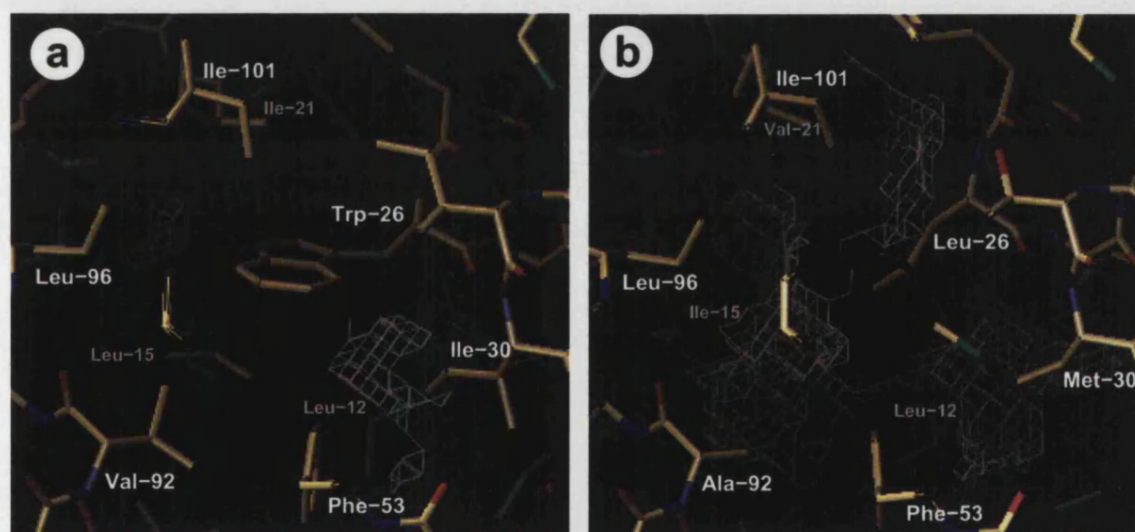 a
Ile-101
Ile-21
Trp-26
Leu-96
Leu-15
Ile-30
Leu-12
Val-92
Phe-53
b
Ile-101
Val-21
Leu-26
Leu-96
Ile-15
Met-30
Leu-12
Ala-92
Phe-53